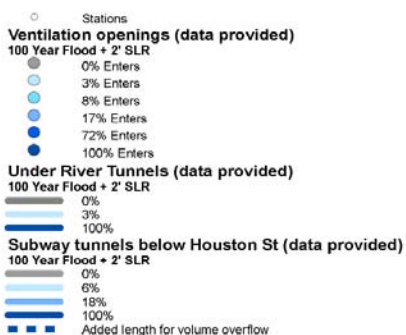 Stations
Ventilation openings (data provided)
100 Year Flood + 2' SLR
0% Enters
3% Enters
8% Enters
17% Enters
72% Enters
100% Enters
Under River Tunnels (data provided)
100 Year Flood + 2' SLR
0%
3%
100%
Subway tunnels below Houston St (data provided)
100 Year Flood + 2' SLR
0%
6%
18%
100%
Added length for volume overflow